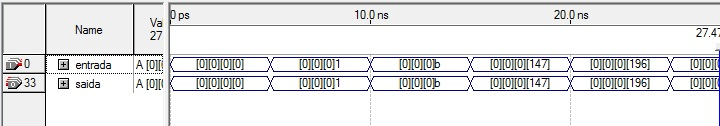 Name Va 0 ps 10.0 ns 20.0 ns
27 27.47
0 entrada A [0][ [0][0][0][0] [0][0][0]1 [0][0][0]b [0][0][0][147] [0][0][0][196] [0][0][0
33 saida A [0][ [0][0][0][0] [0][0][0]1 [0][0][0]b [0][0][0][147] [0][0][0][196] [0][0][0